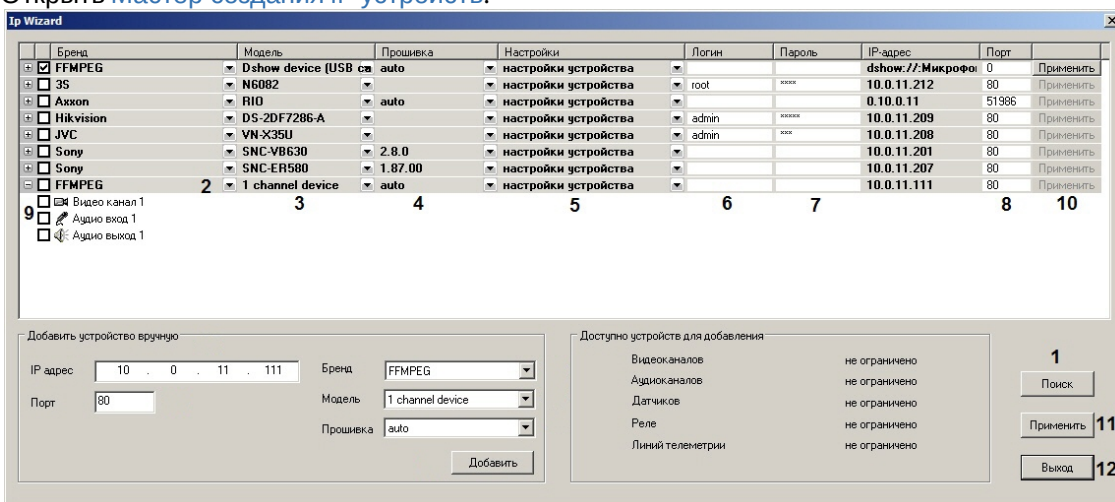 Открыть Мастер создания IP-устройств.
Ip Wizard
Бренд Модель Прошивка Настройки Логин Пароль IP-адрес Порт
FFMPEG Dshow device (USB ca auto настройки устройства dshow://:Микрофо 0 Применить
3S N6082 настройки устройства root **** 10.0.11.212 80 Применить
Axxon RIO auto настройки устройства 0.10.0.11 51986 Применить
Hikvision DS-2DF7286-A настройки устройства admin ***** 10.0.11.209 80 Применить
JVC VN-X35U настройки устройства admin *** 10.0.11.208 80 Применить
Sony SNC-VB630 2.8.0 настройки устройства 10.0.11.201 80 Применить
Sony SNC-ER580 1.87.00 настройки устройства 10.0.11.207 80 Применить
FFMPEG 2 1 channel device auto настройки устройства 10.0.11.111 80 Применить
Видео канал 1 3 4 5 6 7 8 10
9 Аудио вход 1
Аудио выход 1
Добавить устройство вручную
IP адрес 10 . 0 . 11 . 111
Порт 80
Бренд FFMPEG
Модель 1 channel device
Прошивка auto
Добавить
Доступно устройств для добавления
Видеоканалов не ограничено
Аудиоканалов не ограничено
Датчиков не ограничено
Реле не ограничено
Линий телеметрии не ограничено
1
Поиск
Применить 11
Выход 12